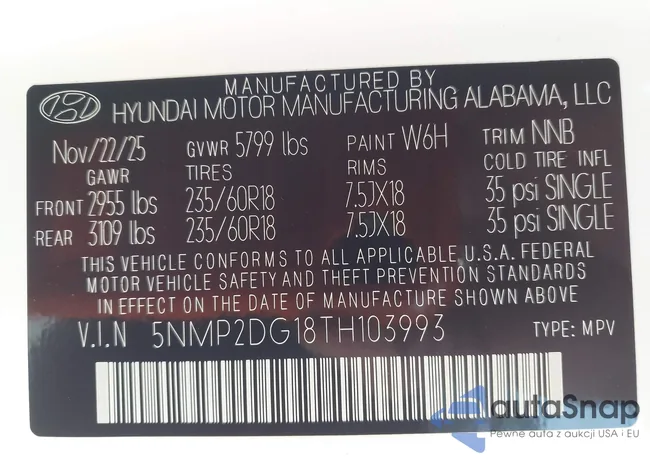 MANUFACTURED BY
HYUNDAI MOTOR MANUFACTURING ALABAMA, LLC
Nov/22/25 GVWR 5799 lbs PAINT W6H TRIM NNB
GAWR TIRES RIMS COLD TIRE INFL
FRONT 2955 lbs 235/60R18 7.5JX18 35 psi SINGLE
REAR 3109 lbs 235/60R18 7.5JX18 35 psi SINGLE
THIS VEHICLE CONFORMS TO ALL APPLICABLE U.S.A. FEDERAL
MOTOR VEHICLE SAFETY AND THEFT PREVENTION STANDARDS
IN EFFECT ON THE DATE OF MANUFACTURE SHOWN ABOVE
V.I.N 5NMP2DG18TH103993 TYPE: MPV
autoSnap
Pewne auta z aukcji USA i EU